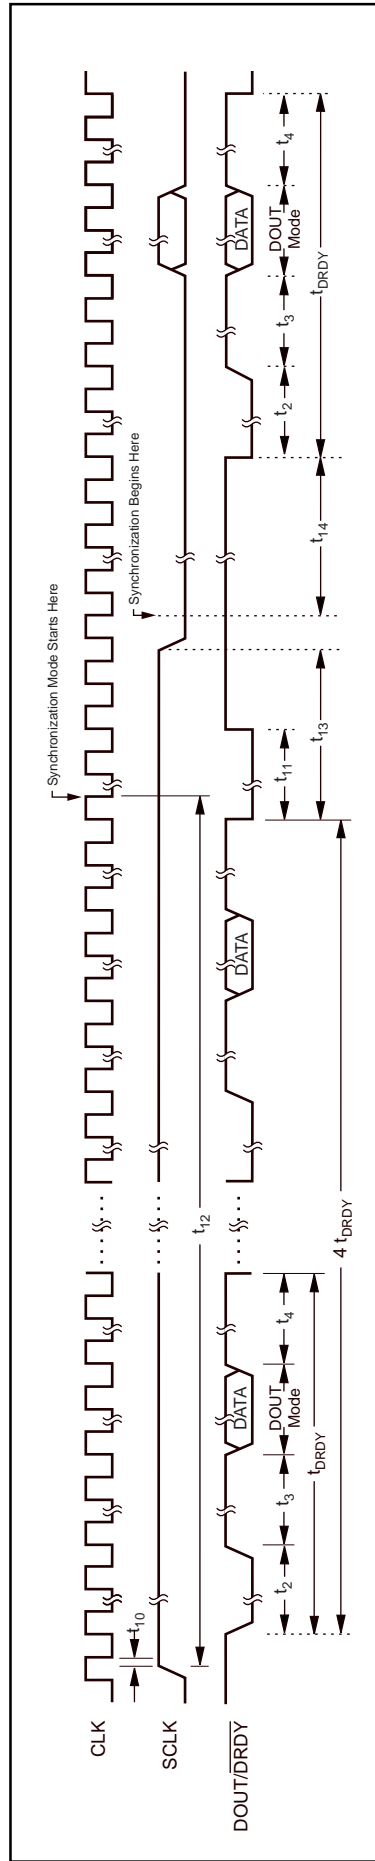 CLK
SCLK
DOUT/DRDY
t10
t12
Synchronization Mode Starts Here
Synchronization Begins Here
DATA
DATA
DATA
t2
t3
DOUT
Mode
t4
tDRDY
4 tDRDY
t11
t13
t14
t2
t3
DOUT
Mode
t4
tDRDY